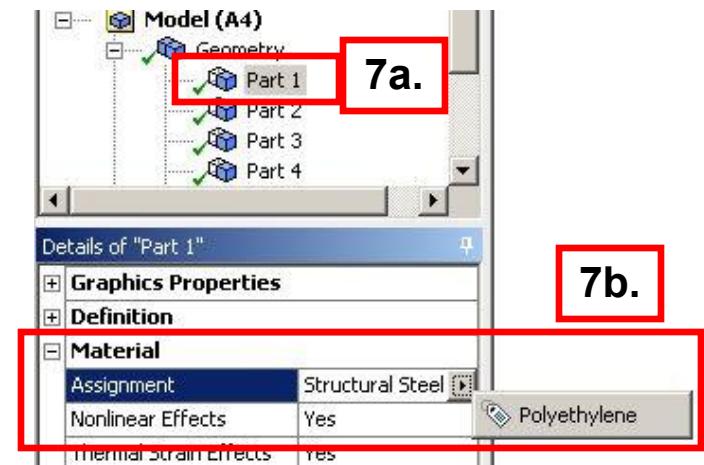 Model (A4)
Geometry
Part 1
7a.
Part 2
Part 3
Part 4
Details of "Part 1"
Graphics Properties
7b.
Definition
Material
Assignment Structural Steel
Polyethylene
Nonlinear Effects Yes
Thermal Strain Effects Yes